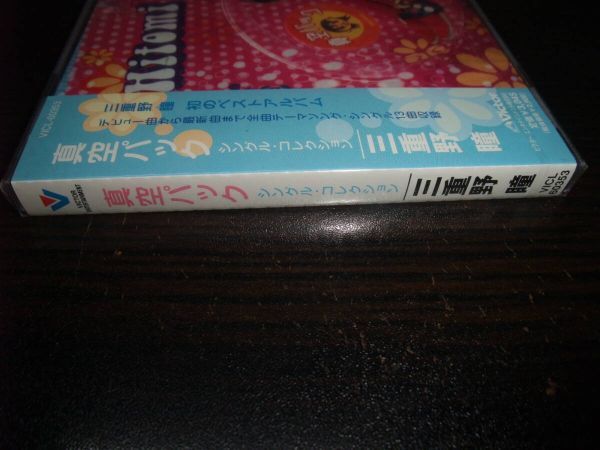 Hitomi
VICL-60353
三重野 瞳 初のベストアルバム
デビュー曲から最新曲まで全曲テーマソング・シングル13曲収録
真空パック シングル・コレクション 三重野 瞳
Victor
VICTOR ENTERTAINMENT
真空パック シングル・コレクション 三重野 瞳
VICL
60353